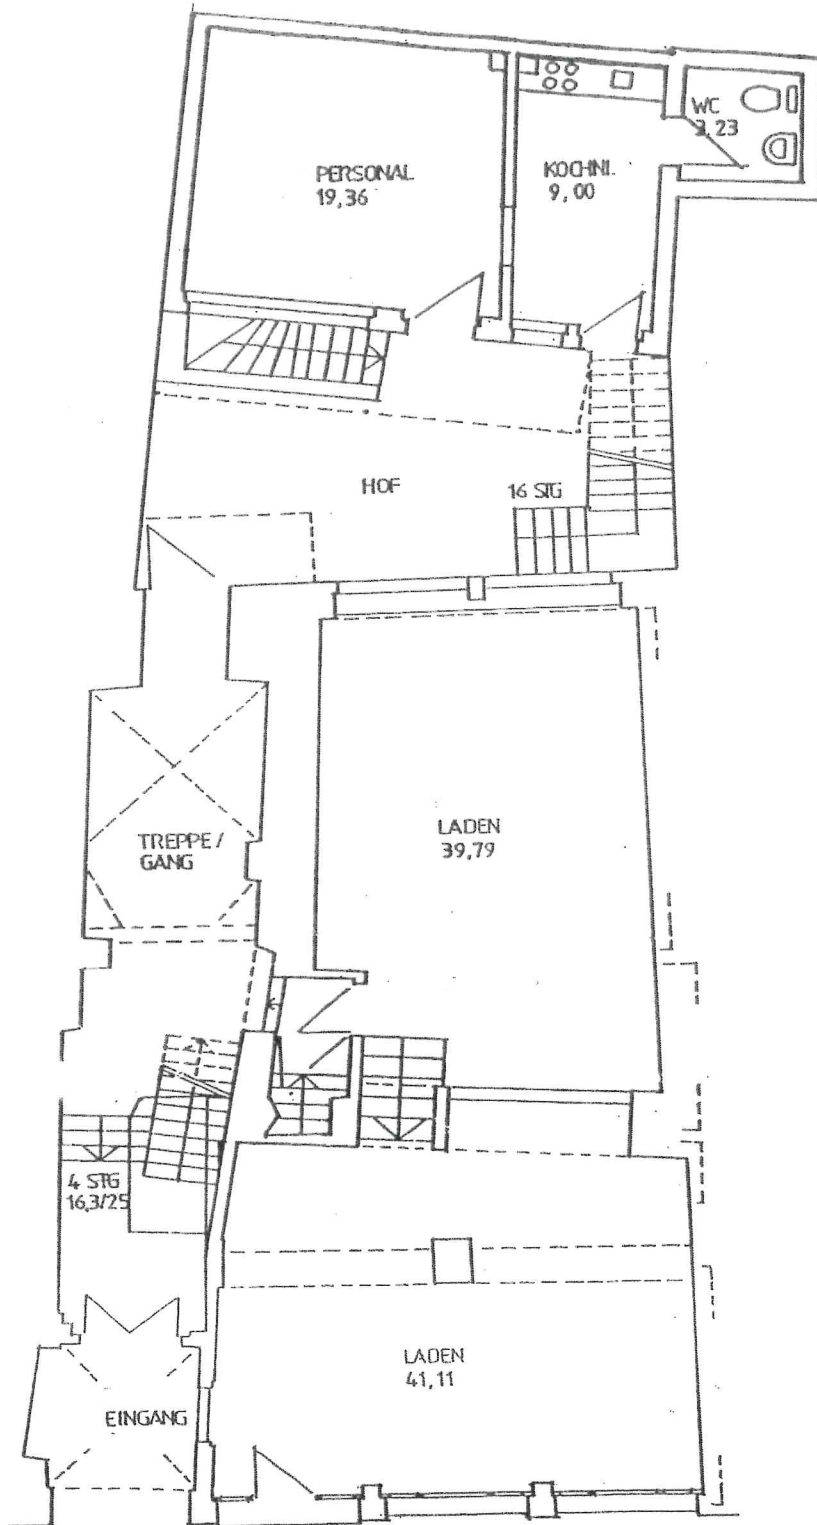 PERSONAL
19,36
KOCHNI.
9,00
WC
3,23
HOF
16 STG
TREPPE /
GANG
LADEN
39,79
4 STG
16,3/25
LADEN
41,11
EINGANG